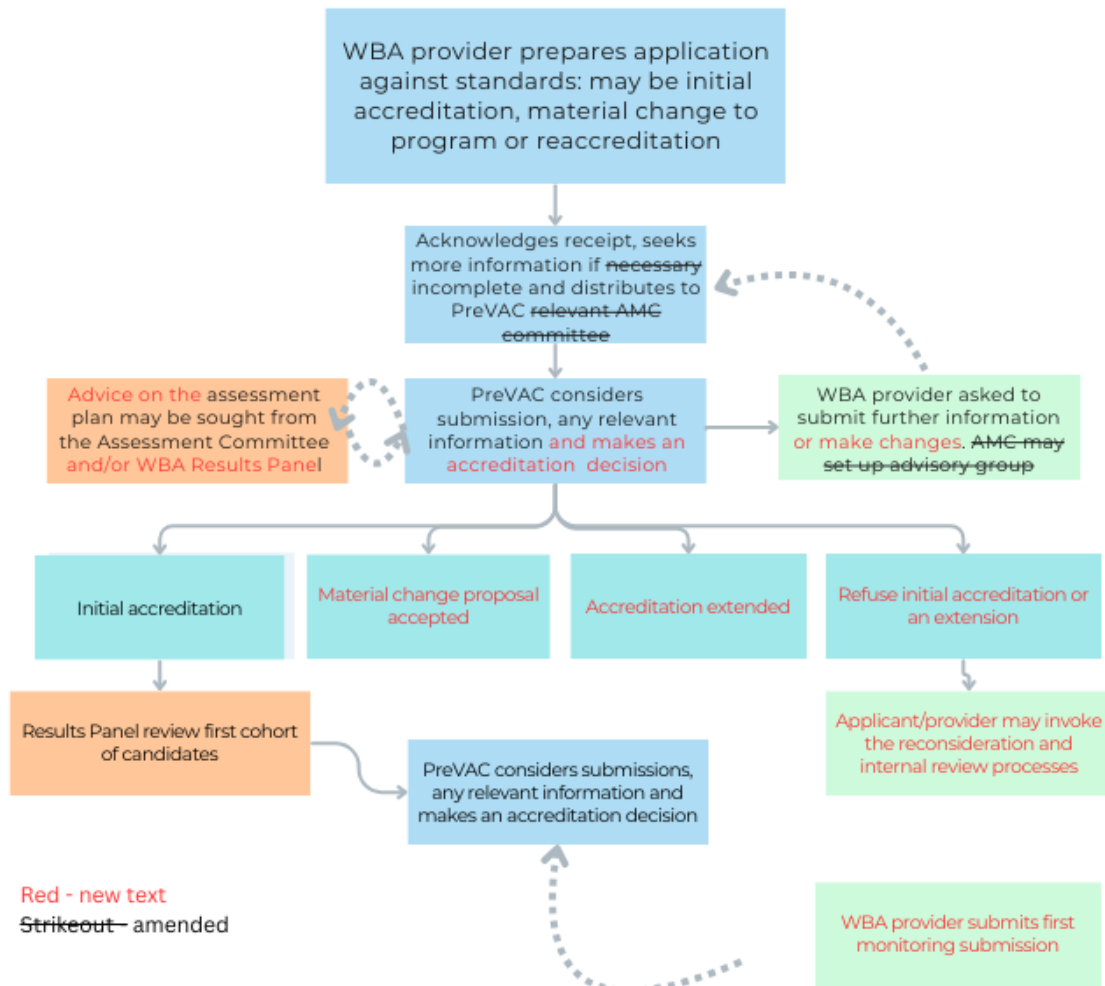 WBA provider prepares application
against standards: may be initial
accreditation, material change to
program or reaccreditation
Acknowledges receipt, seeks
more information if necessary
incomplete and distributes to
PreVAC relevant AMC
committee
Advice on the assessment
plan may be sought from
the Assessment Committee
and/or WBA Results Panel
PreVAC considers
submission, any relevant
information and makes an
accreditation decision
WBA provider asked to
submit further information
or make changes. AMC may
set up advisory group
Initial accreditation
Material change proposal
accepted
Accreditation extended
Refuse initial accreditation or
an extension
Results Panel review first cohort
of candidates
PreVAC considers submissions,
any relevant information and
makes an accreditation decision
Applicant/provider may invoke
the reconsideration and
internal review processes
Red - new text
Strikeout - amended
WBA provider submits first
monitoring submission